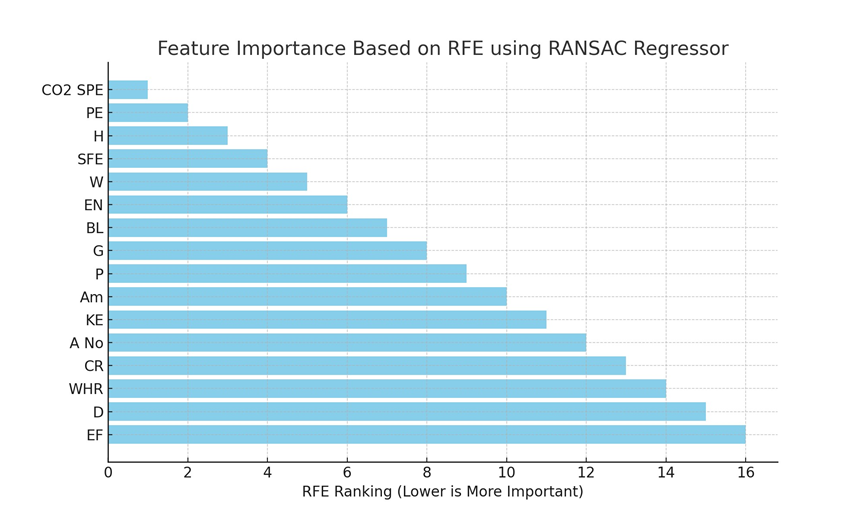 Feature Importance Based on RFE using RANSAC Regressor
CO2 SPE
PE
H
SFE
W
EN
BL
G
P
Am
KE
A No
CR
WHR
D
EF
0 2 4 6 8 10 12 14 16
RFE Ranking (Lower is More Important)